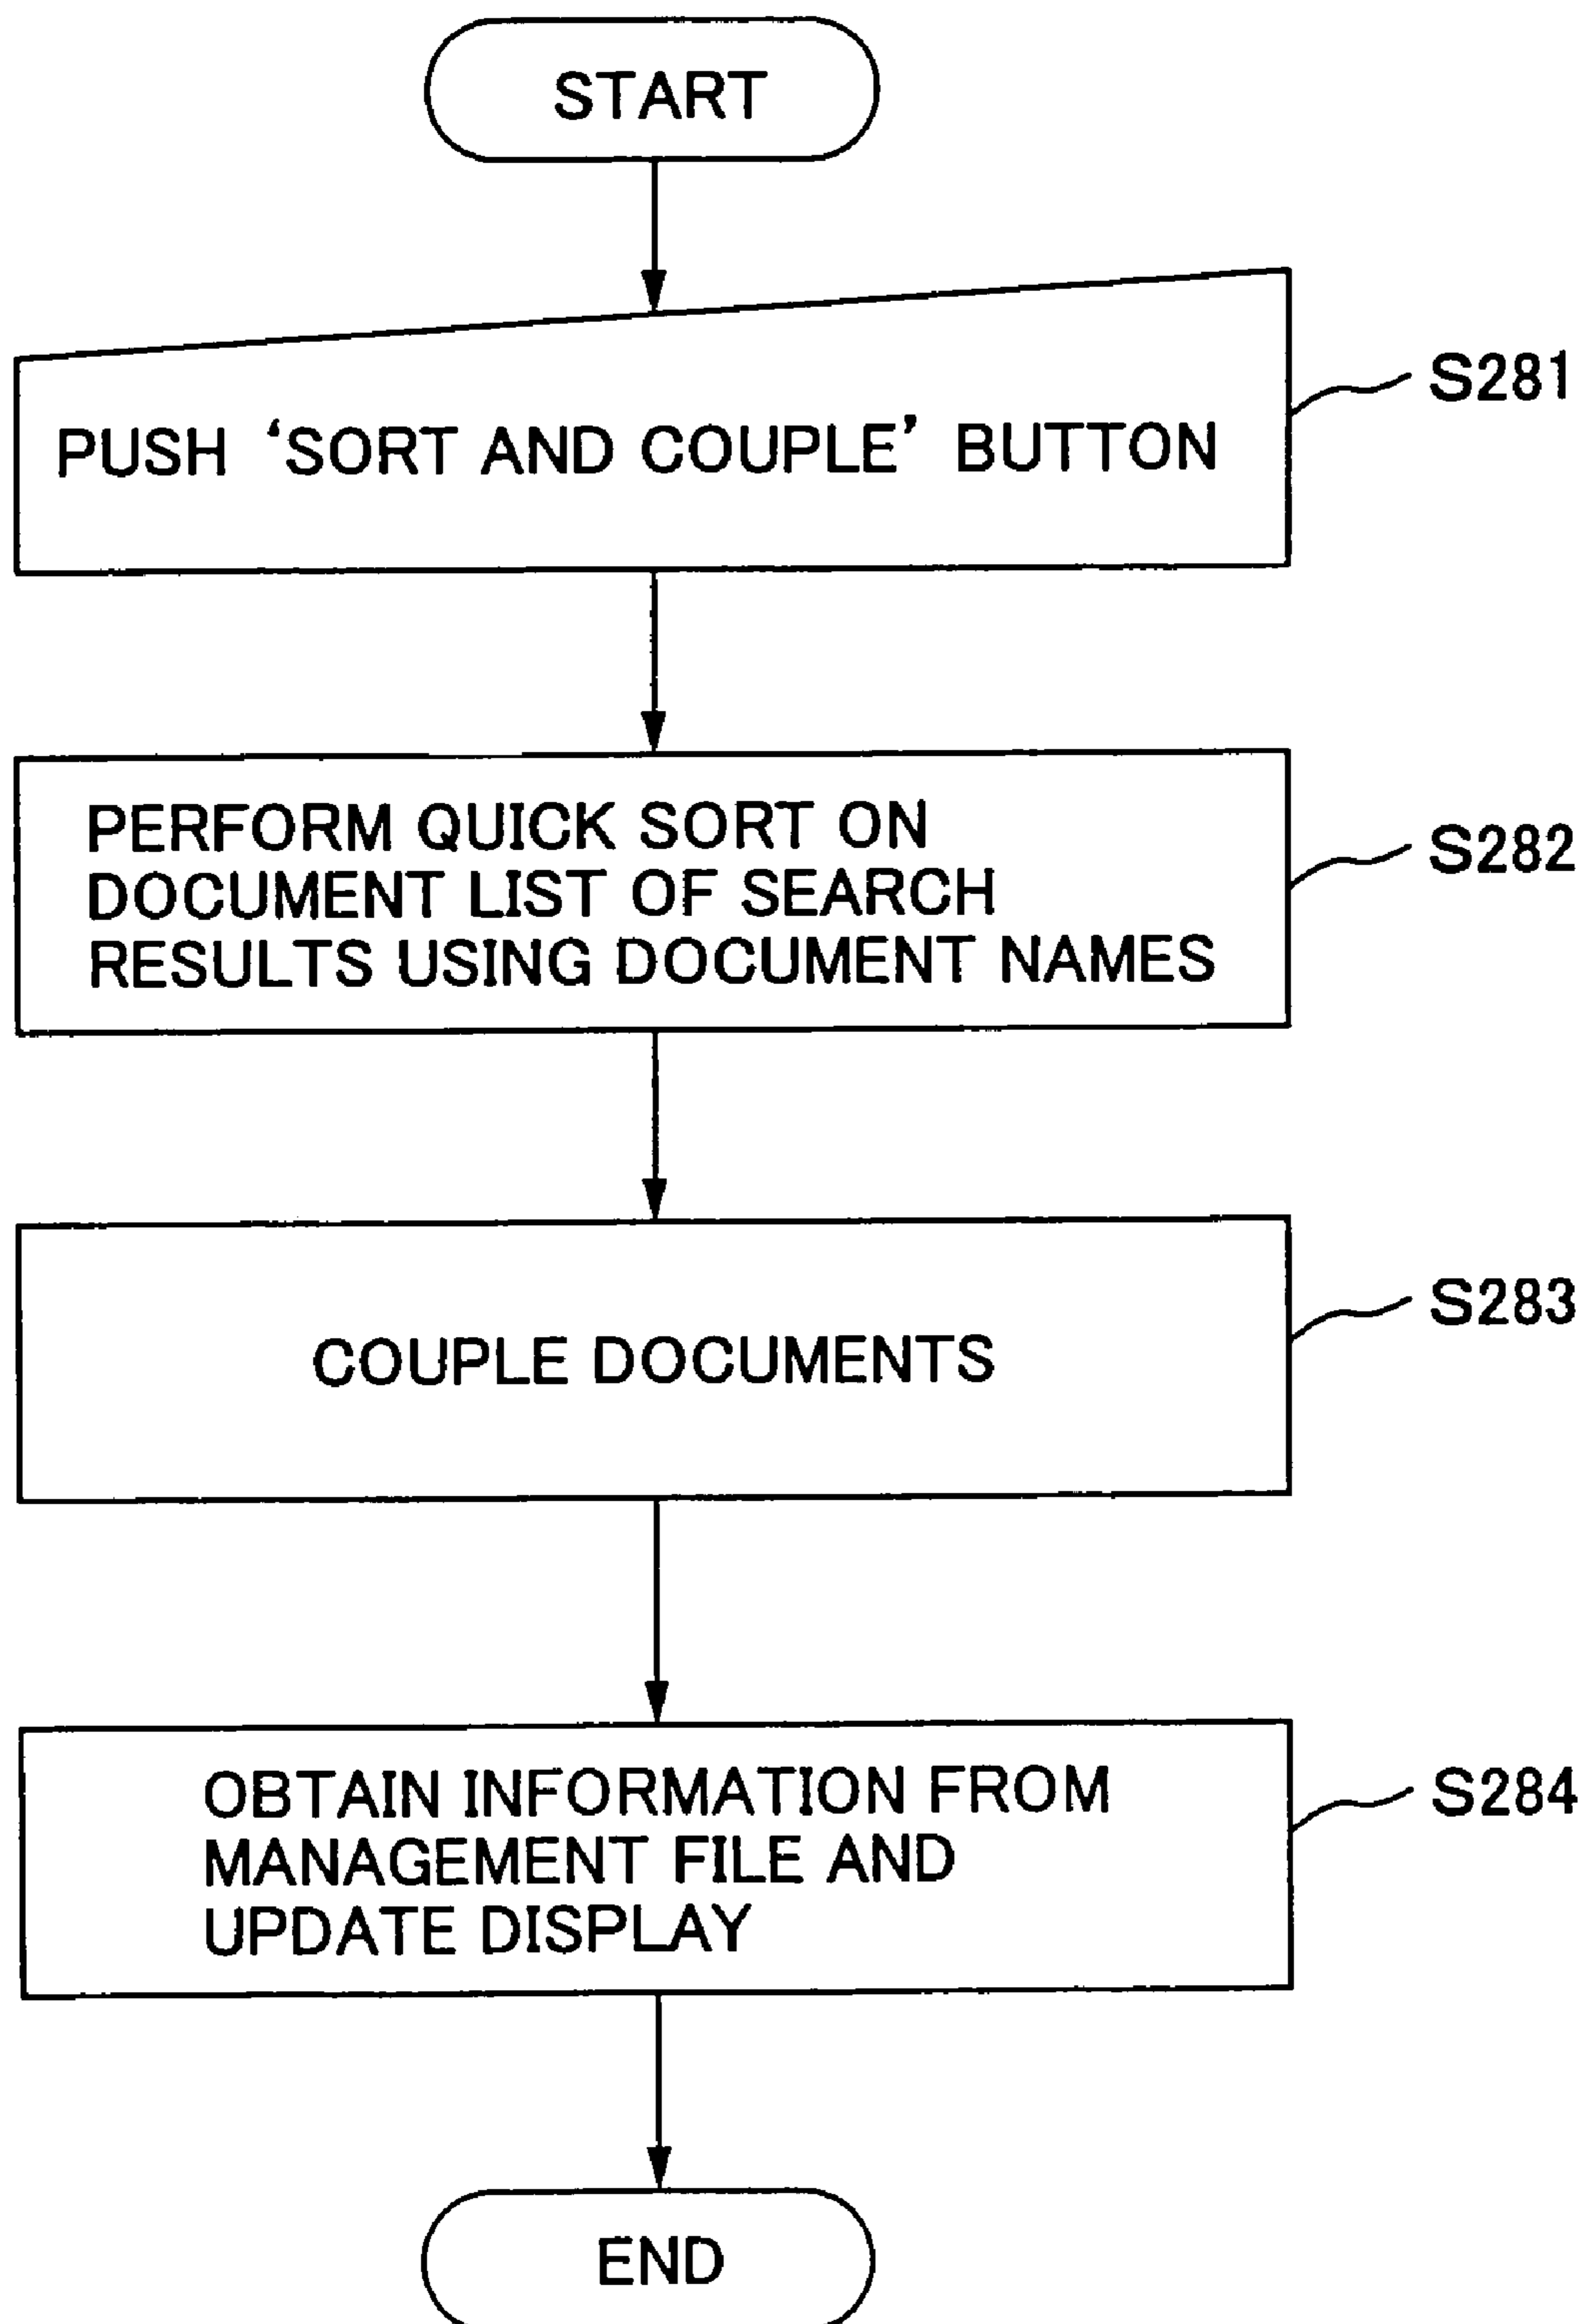 START
PUSH ‘SORT AND COUPLE’ BUTTON
S281
PERFORM QUICK SORT ON
DOCUMENT LIST OF SEARCH
RESULTS USING DOCUMENT NAMES
S282
COUPLE DOCUMENTS
S283
OBTAIN INFORMATION FROM
MANAGEMENT FILE AND
UPDATE DISPLAY
S284
END